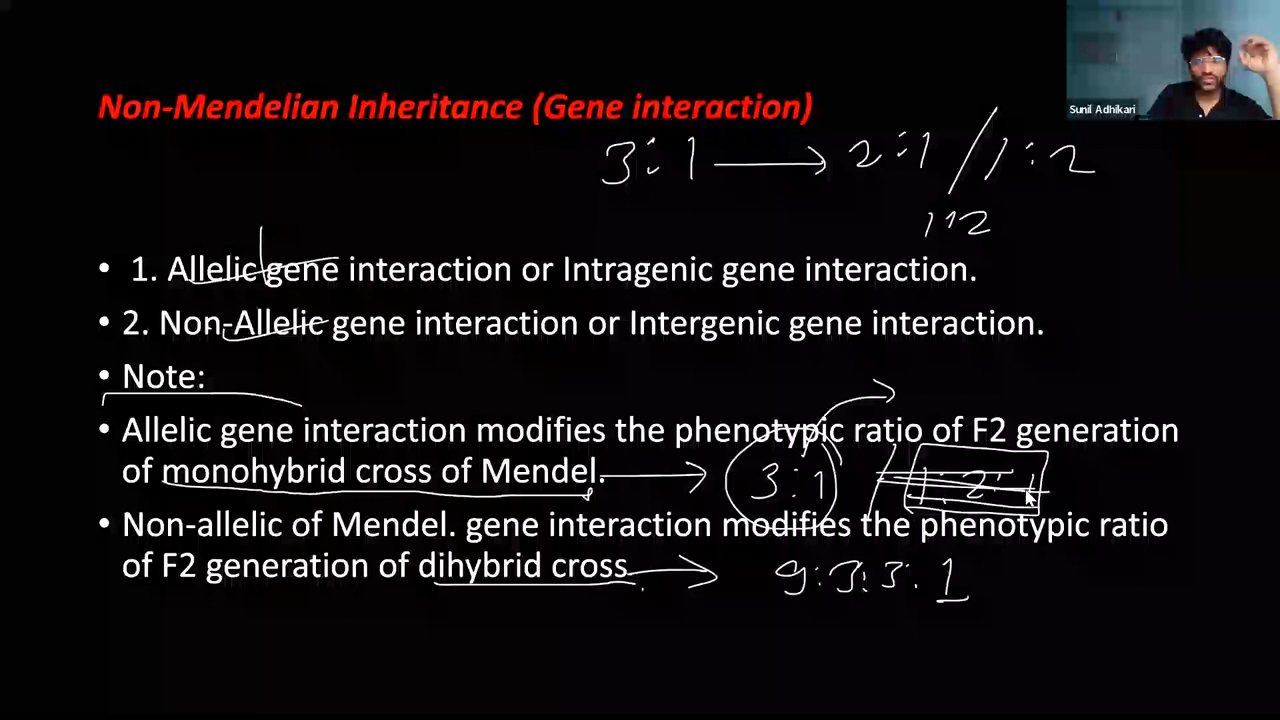 Sunil Adhikari
Non-Mendelian Inheritance (Gene interaction)
3:1 → 2:1 / 1:2
1:2
• 1. Allelic gene interaction or Intragenic gene interaction.
• 2. Non-Allelic gene interaction or Intergenic gene interaction.
• Note:
• Allelic gene interaction modifies the phenotypic ratio of F2 generation
of monohybrid cross of Mendel. → 3:1 / 1:2:1
• Non-allelic of Mendel. gene interaction modifies the phenotypic ratio
of F2 generation of dihybrid cross. → 9:3:3:1